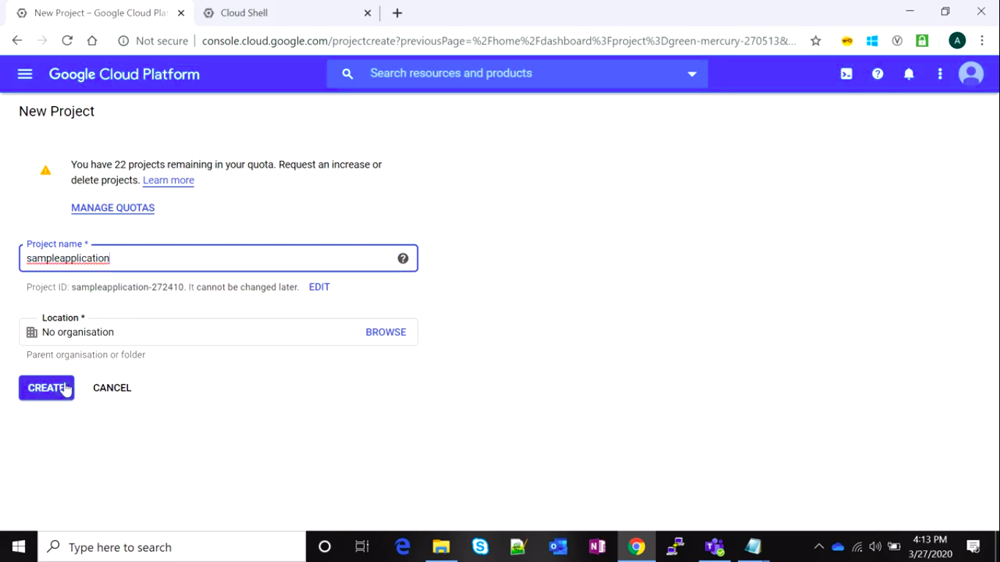 New Project – Google Cloud Pla
Cloud Shell
Not secure
console.cloud.google.com/projectcreate?previousPage=%2Fhome%2Fdashboard%3Fproject%3Dgreen-mercury-270513&...
A
Google Cloud Platform
Search resources and products
New Project
You have 22 projects remaining in your quota. Request an increase or
delete projects. Learn more
MANAGE QUOTAS
Project name *
sampleapplication
Project ID: sampleapplication-272410. It cannot be changed later. EDIT
Location *
No organisation BROWSE
Parent organisation or folder
CREATE CANCEL
Type here to search
4:13 PM
3/27/2020